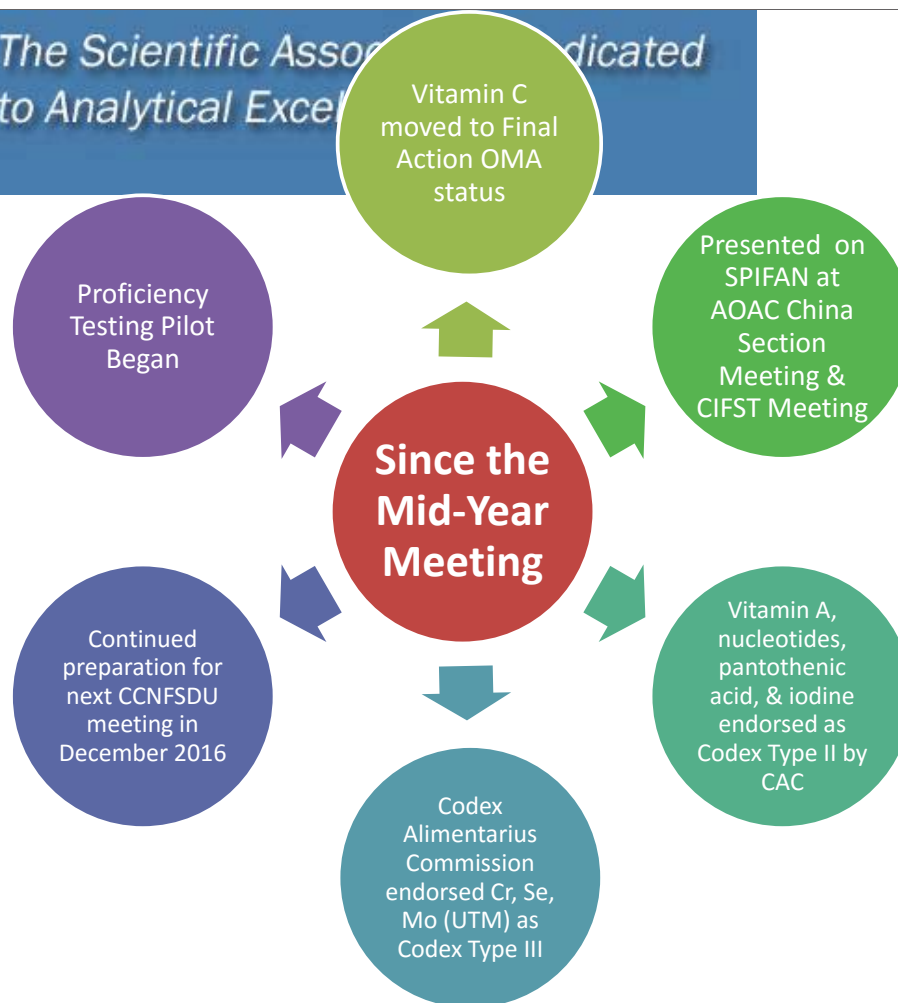 The Scientific Assoc dicated
to Analytical Excel
Vitamin C
moved to Final
Action OMA
status
Presented on
SPIFAN at
AOAC China
Section
Meeting &
CIFST Meeting
Vitamin A,
nucleotides,
pantothenic
acid, & iodine
endorsed as
Codex Type II by
CAC
Codex
Alimentarius
Commission
endorsed Cr, Se,
Mo (UTM) as
Codex Type III
Continued
preparation for
next CCNFSDU
meeting in
December 2016
Proficiency
Testing Pilot
Began
Since the
Mid-Year
Meeting